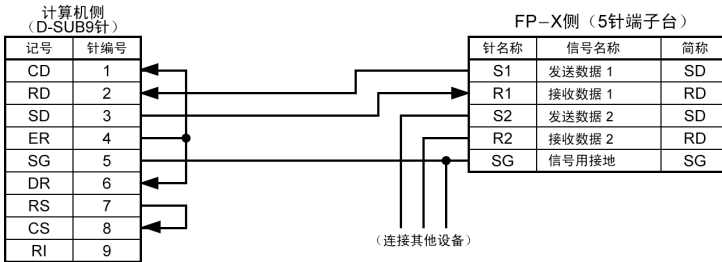 计算机侧
（D-SUB9针）
记号 针编号
CD 1
RD 2
SD 3
ER 4
SG 5
DR 6
RS 7
CS 8
RI 9
FP–X侧（5针端子台）
针名称 信号名称 简称
S1 发送数据 1 SD
R1 接收数据 1 RD
S2 发送数据 2 SD
R2 接收数据 2 RD
SG 信号用接地 SG
（连接其他设备）